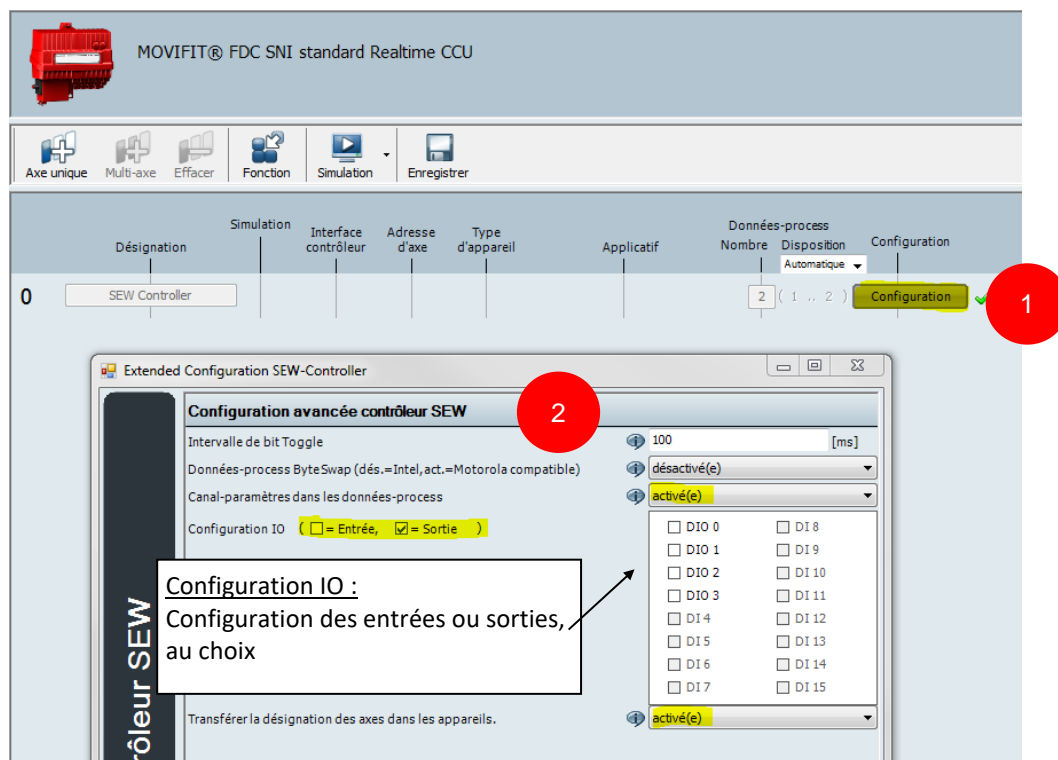 MOVIFIT® FDC SNI standard Realtime CCU
Axe unique Multi-axe Effacer Fonction Simulation Enregistrer
Désignation Simulation Interface contrôleur Adresse d'axe Type d'appareil Applicatif Données-process Nombre Disposition Configuration
Automatique
0 SEW Controller 2 ( 1 .. 2 ) Configuration
1
Extended Configuration SEW-Controller
Configuration avancée contrôleur SEW
2
Intervalle de bit Toggle 100 [ms]
Données-process ByteSwap (dés.=Intel,act.=Motorola compatible) désactivé(e)
Canal-paramètres dans les données-process activé(e)
Configuration IO ( = Entrée, = Sortie )
DIO 0 DI 8
DIO 1 DI 9
DIO 2 DI 10
DIO 3 DI 11
DI 4 DI 12
DI 5 DI 13
DI 6 DI 14
DI 7 DI 15
Configuration IO :
Configuration des entrées ou sorties,
au choix
Transférer la désignation des axes dans les appareils. activé(e)
rôleur SEW